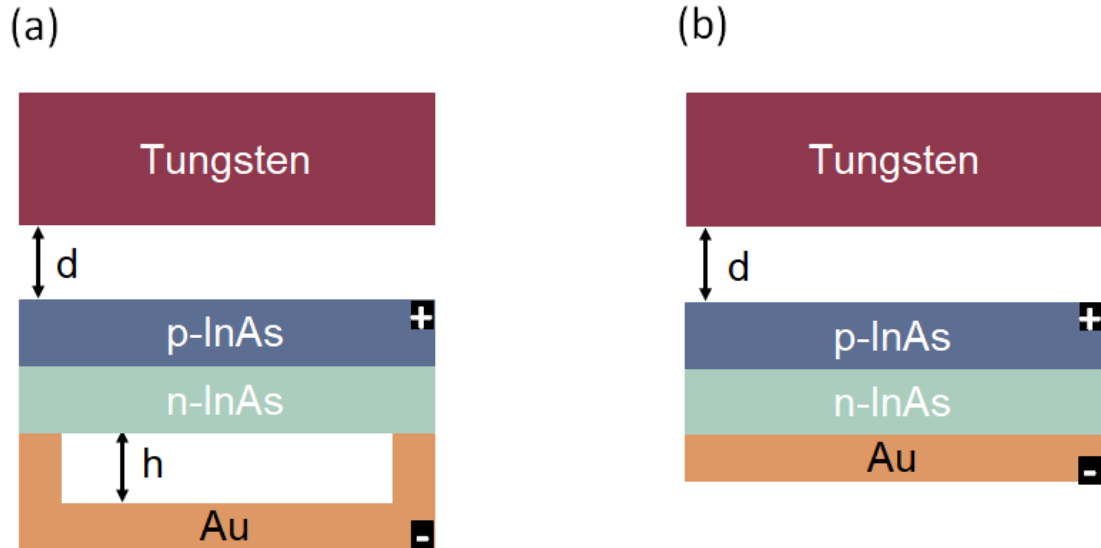 (a)
Tungsten
d
p-InAs
+
n-InAs
h
Au
-
(b)
Tungsten
d
p-InAs
+
n-InAs
Au
-